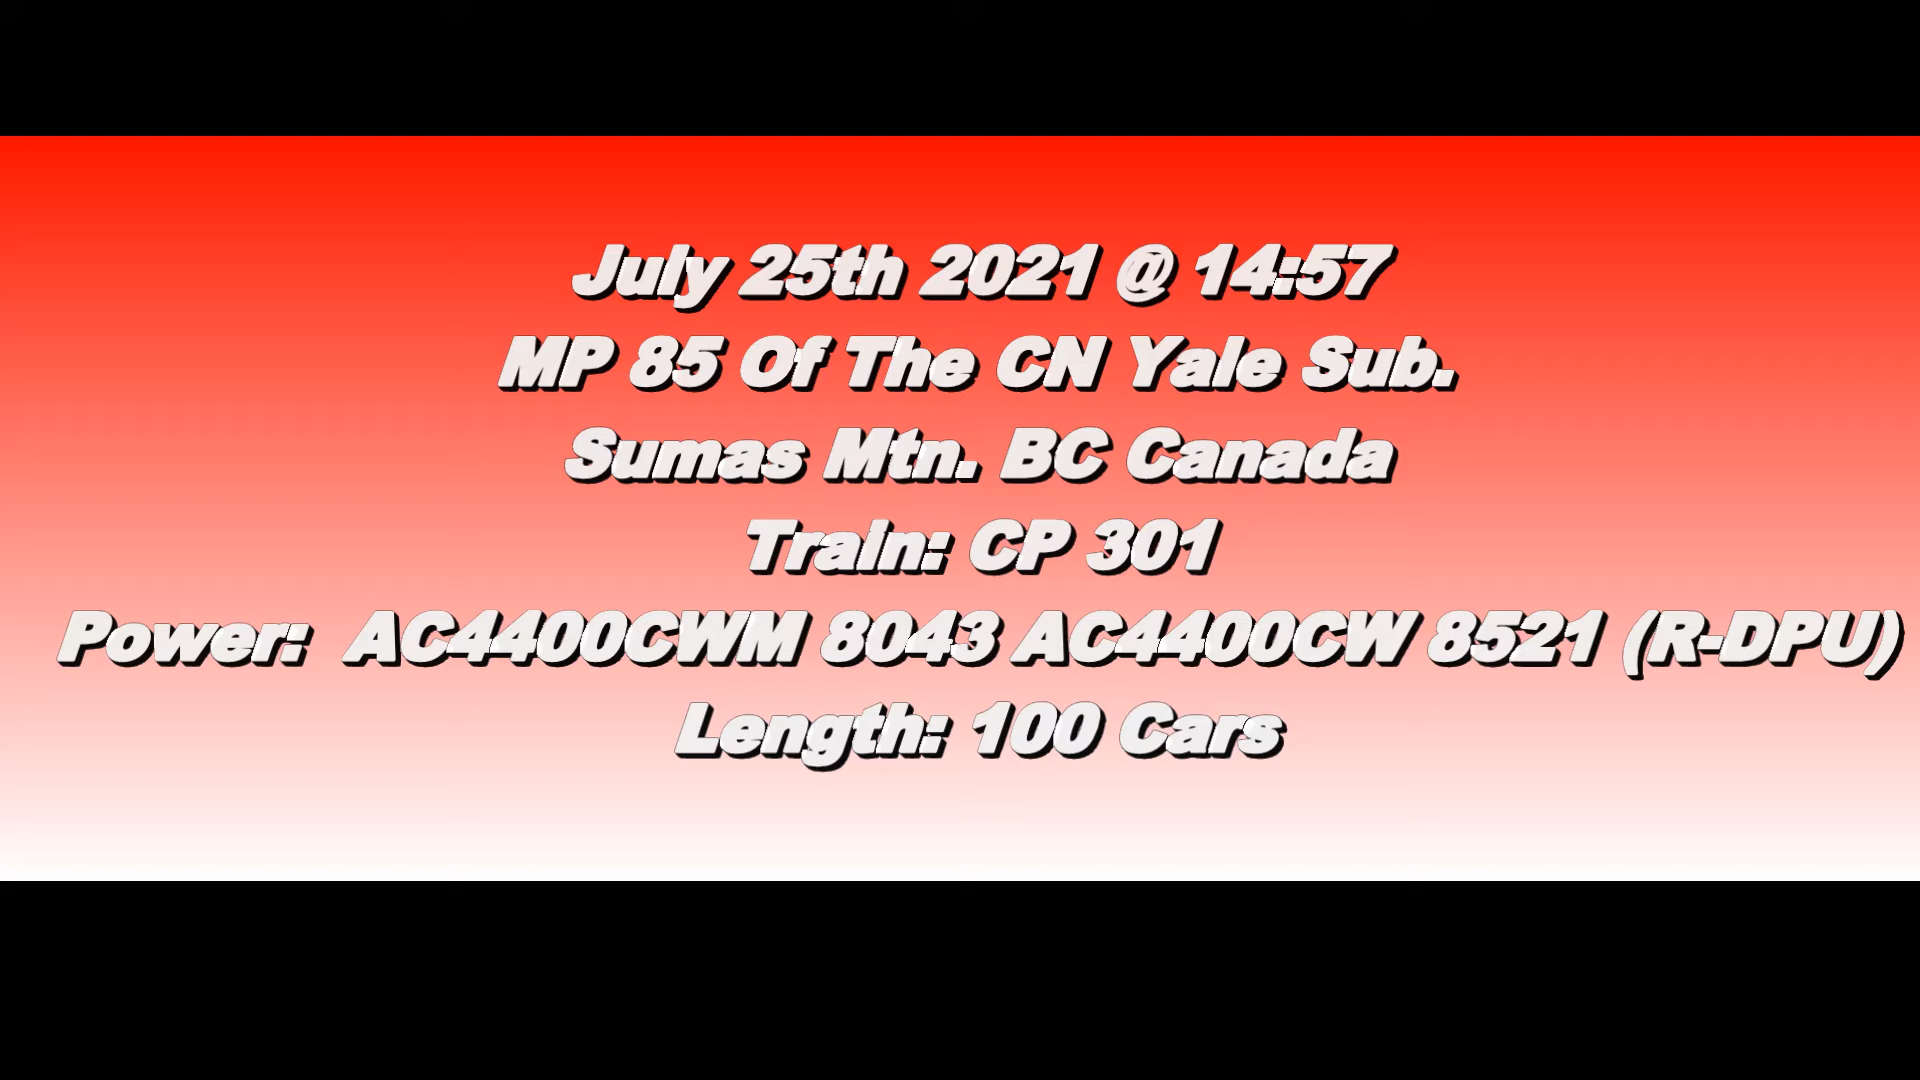 July 25th 2021 @ 14:57
MP 85 Of The CN Yale Sub.
Sumas Mtn. BC Canada
Train: CP 301
Power:  AC4400CWM 8043 AC4400CW 8521 (R-DPU)
Length: 100 Cars